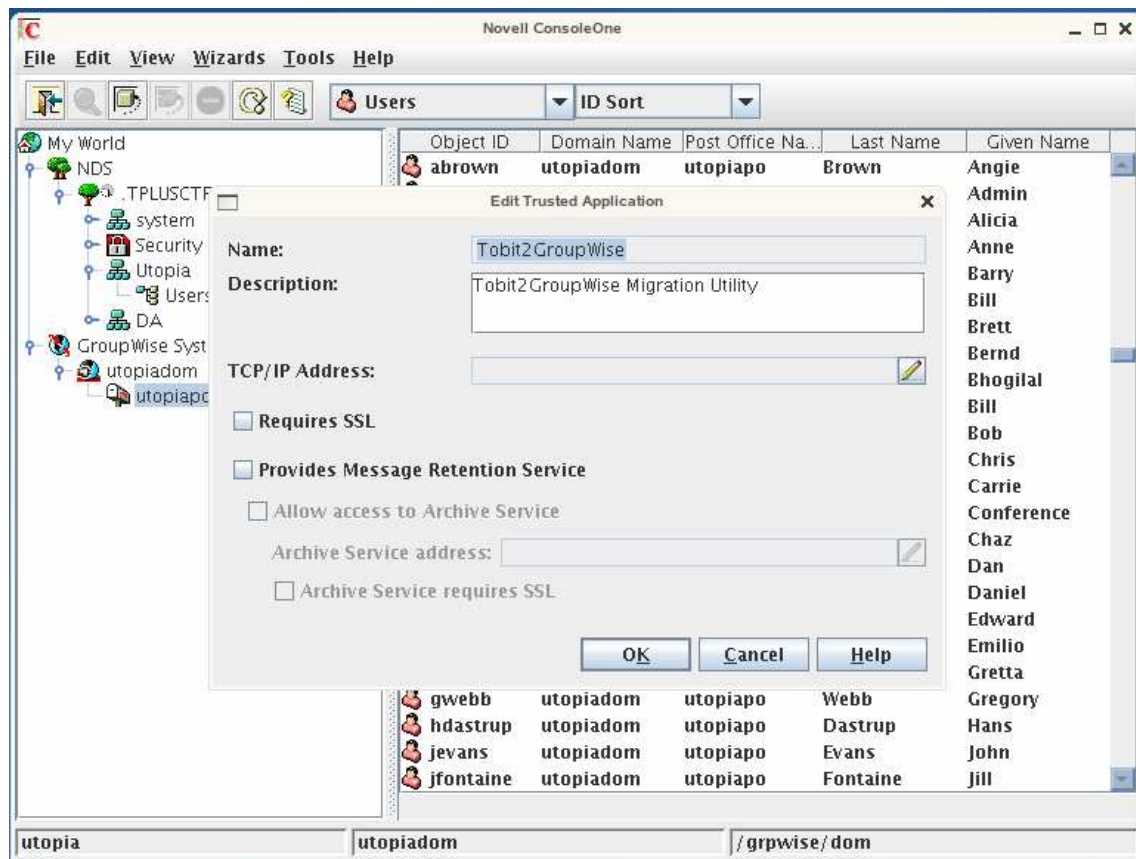 Novell ConsoleOne
File Edit View Wizards Tools Help
Users ID Sort
My World
NDS
.TPLUSCTR
system
Security
Utopia
Users
DA
GroupWise Syst
utopiadom
utopiapo
Object ID Domain Name Post Office Na... Last Name Given Name
abrown utopiadom utopiapo Brown Angie
Admin
Alicia
Anne
Barry
Bill
Brett
Bernd
Bhogilal
Bill
Bob
Chris
Carrie
Conference
Chaz
Dan
Daniel
Edward
Emilio
Gretta
gwebb utopiadom utopiapo Webb Gregory
hdastrup utopiadom utopiapo Dastrup Hans
jevans utopiadom utopiapo Evans John
jfontaine utopiadom utopiapo Fontaine Jill
Edit Trusted Application
Name: Tobit2GroupWise
Description: Tobit2GroupWise Migration Utility
TCP/IP Address:
Requires SSL
Provides Message Retention Service
Allow access to Archive Service
Archive Service address:
Archive Service requires SSL
OK Cancel Help
utopia utopiadom /grpwise/dom